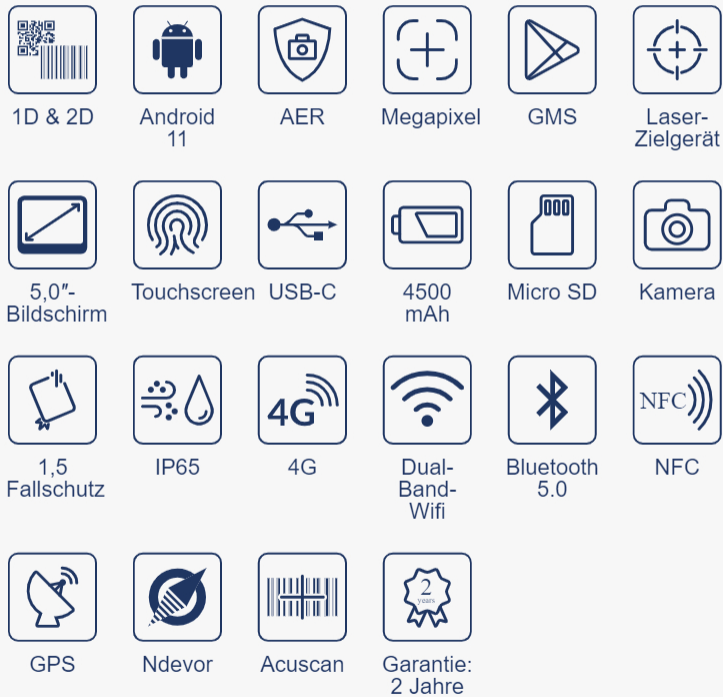 1D & 2D
Android
11
AER
Megapixel
GMS
Laser-
Zielgerät
5,0"-
Bildschirm
Touchscreen
USB-C
4500
mAh
Micro SD
Kamera
1,5
Fallschutz
IP65
4G
4G
Dual-
Band-
Wifi
Bluetooth
5.0
NFC
NFC
GPS
Ndevor
Acuscan
2
years
Garantie:
2 Jahre